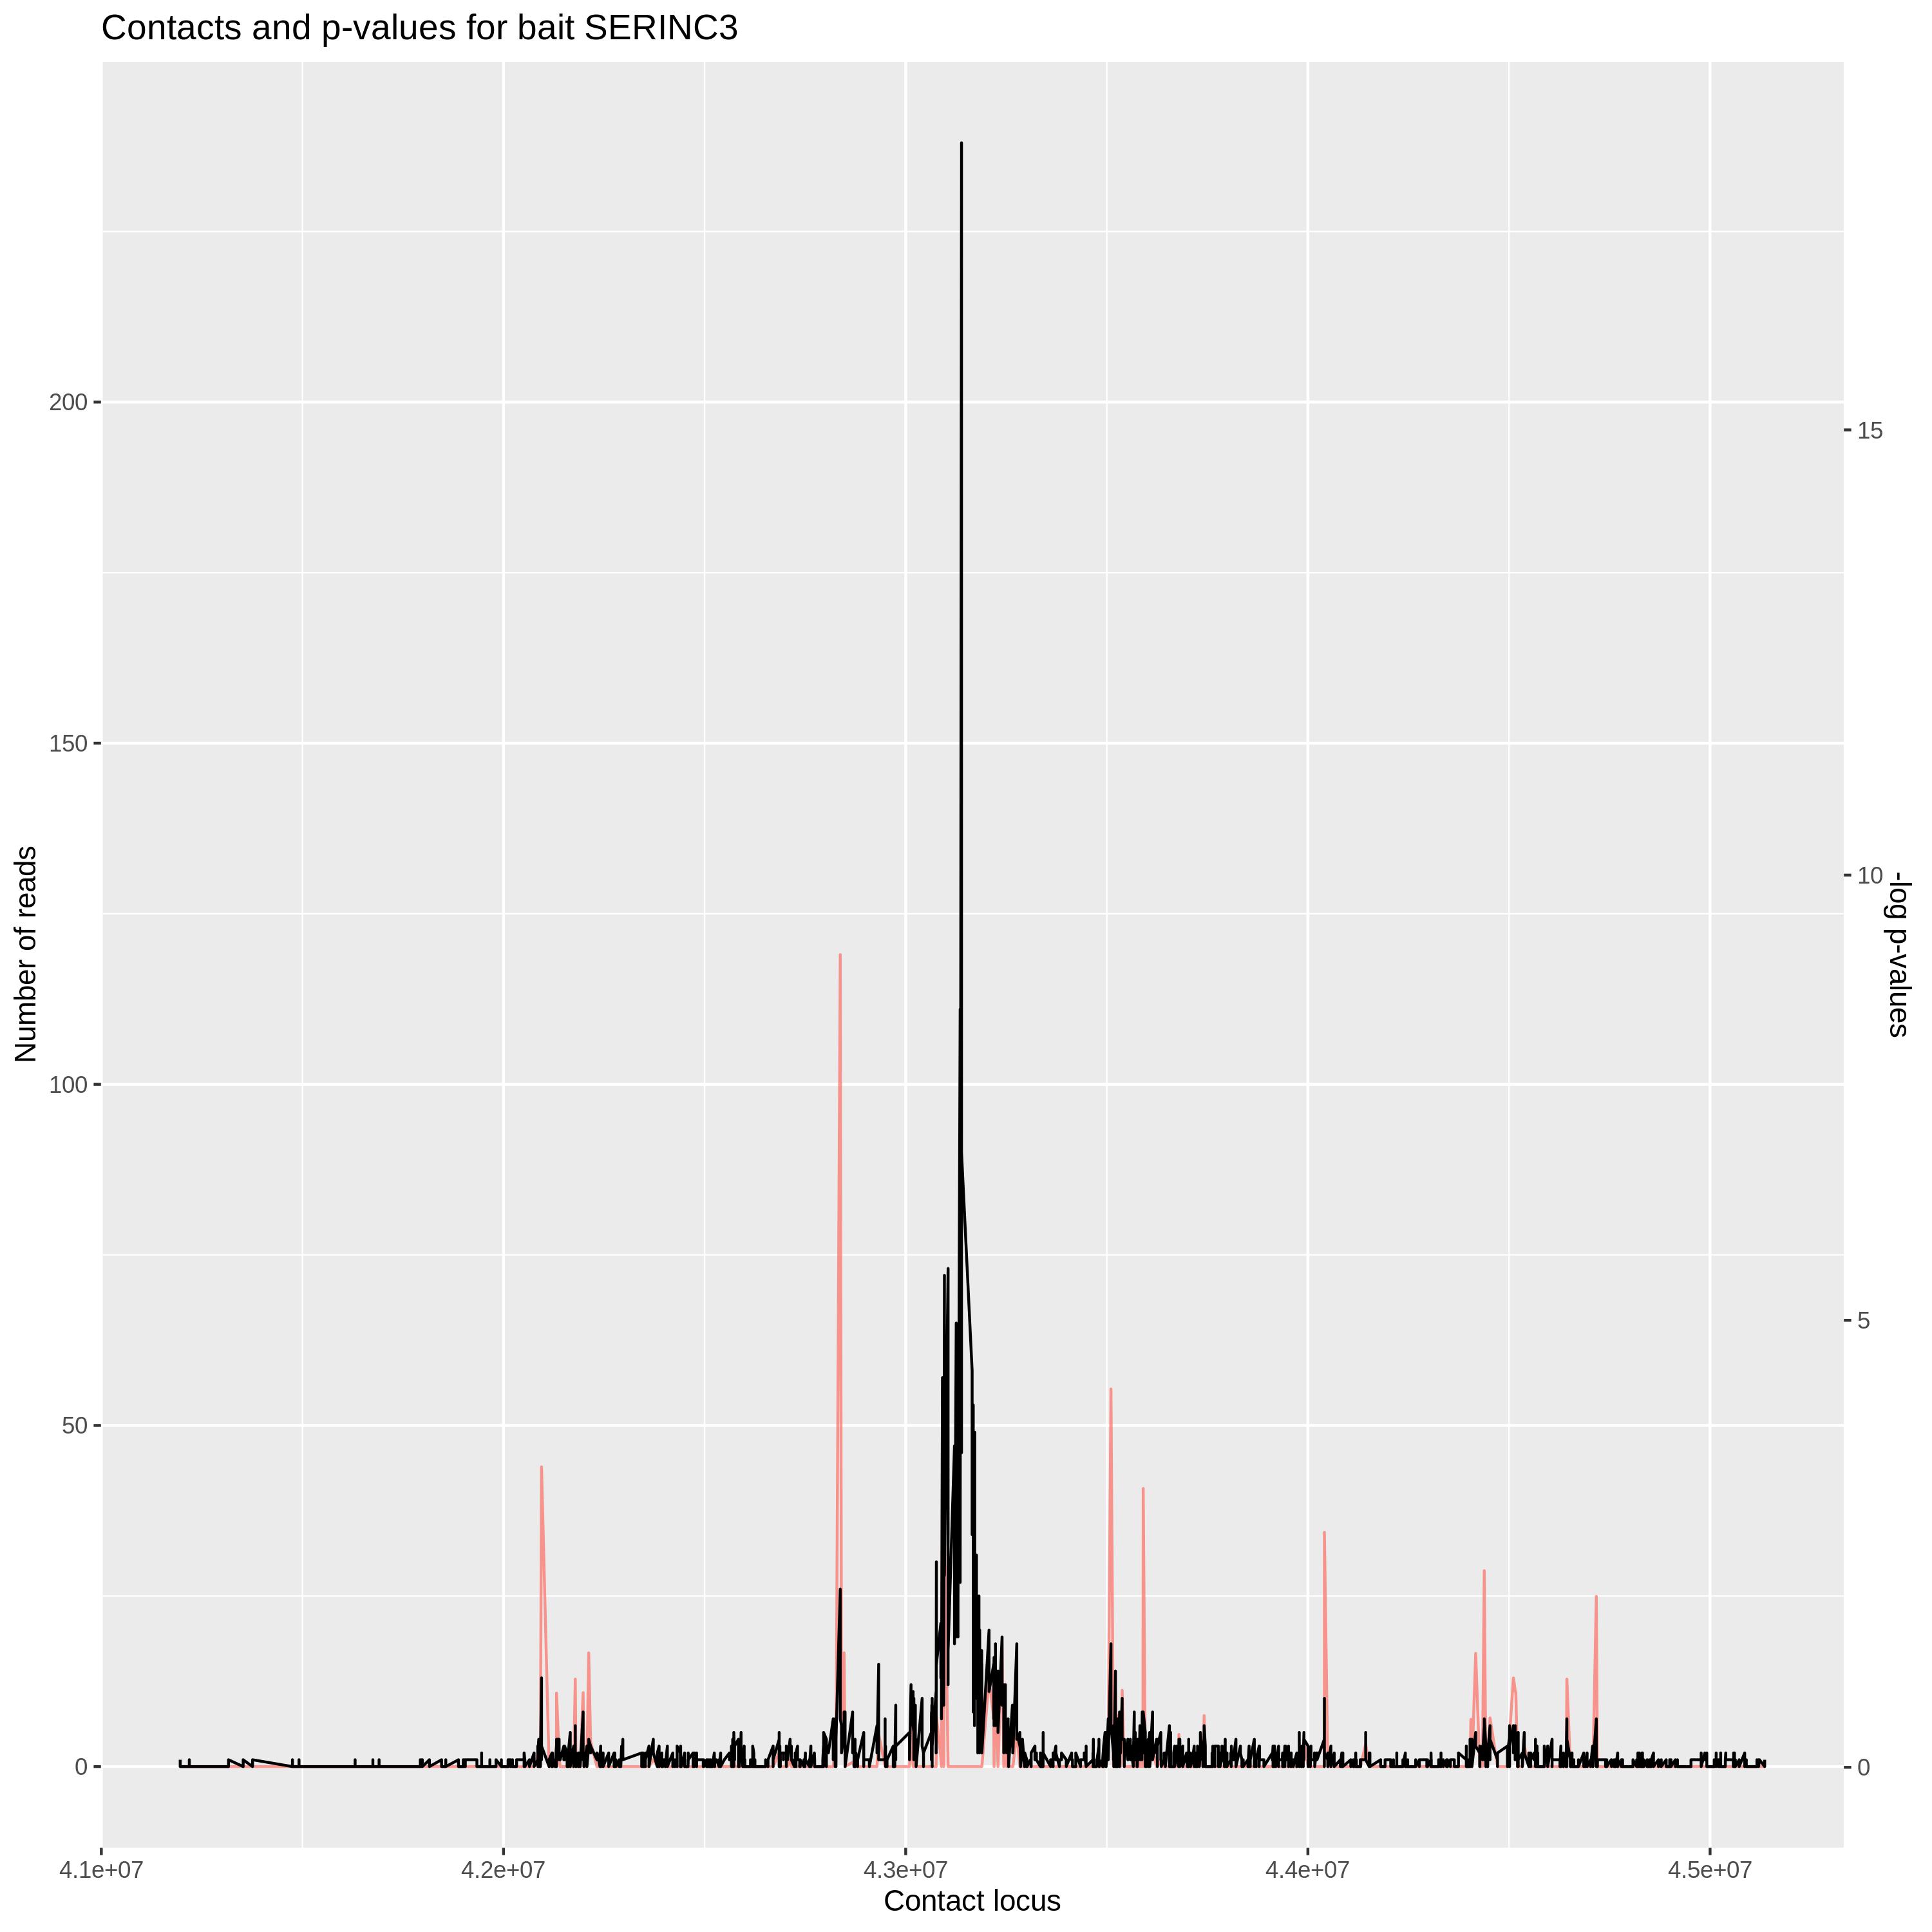 Contacts and p-values for bait SERINC3
200
150
100
50
0
Number of reads
15
10
5
0
-log p-values
4.1e+07
4.2e+07
4.3e+07
4.4e+07
4.5e+07
Contact locus